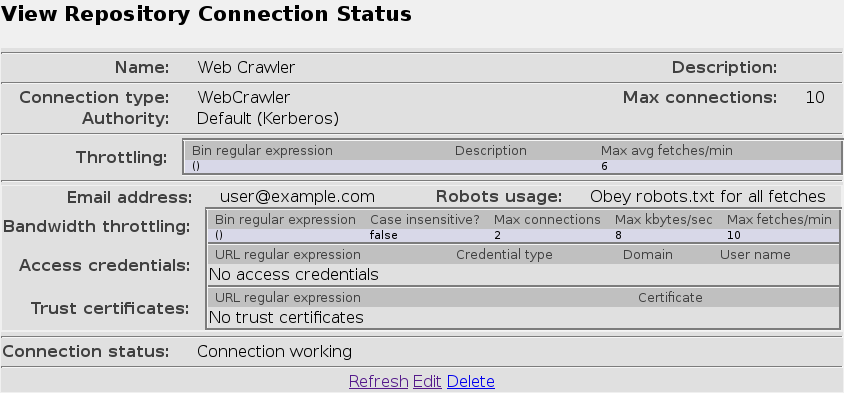 View Repository Connection Status
Name: Web Crawler Description:
Connection type: WebCrawler Max connections: 10
Authority: Default (Kerberos)
Throttling: Bin regular expression Description Max avg fetches/min
() 6
Email address: user@example.com Robots usage: Obey robots.txt for all fetches
Bandwidth throttling: Bin regular expression Case insensitive? Max connections Max kbytes/sec Max fetches/min
() false 2 8 10
Access credentials: URL regular expression Credential type Domain User name
No access credentials
Trust certificates: URL regular expression Certificate
No trust certificates
Connection status: Connection working
Refresh Edit Delete